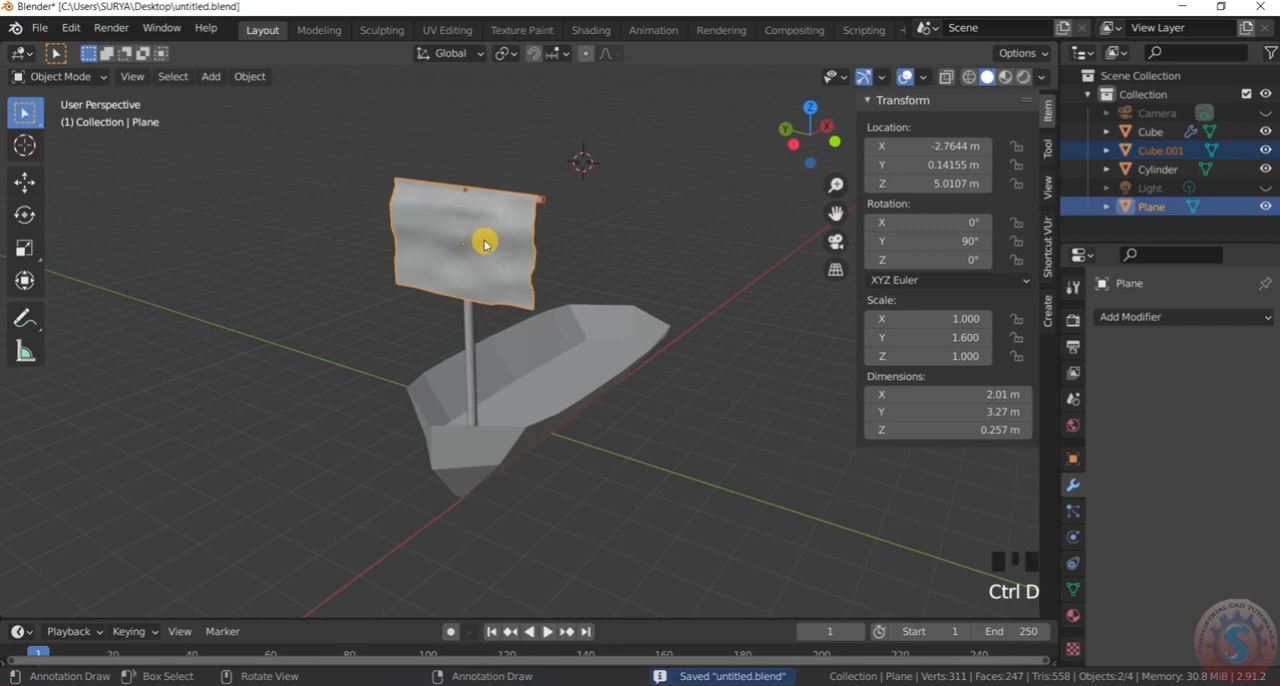 Blender* [C:\Users\SURYA\Desktop\untitled.blend]
File Edit Render Window Help Layout Modeling Sculpting UV Editing Texture Paint Shading Animation Rendering Compositing Scripting Scene View Layer
Global Options
Object Mode View Select Add Object
User Perspective
(1) Collection | Plane
Z
Y
X
Transform
Location:
X -2.7644 m
Y 0.14155 m
Z 5.0107 m
Rotation:
X 0°
Y 90°
Z 0°
XYZ Euler
Scale:
X 1.000
Y 1.600
Z 1.000
Dimensions:
X 2.01 m
Y 3.27 m
Z 0.257 m
Item
Tool
View
Shortcut VUr
Create
Scene Collection
Collection
Camera
Cube
Cube.001
Cylinder
Light
Plane
Plane
Add Modifier
Ctrl D
Playback Keying View Marker 1 Start 1 End 250
1 20 40 60 80 100 120 140 160 180 200 220 240
Annotation Draw Box Select Rotate View Annotation Draw Saved "untitled.blend" Collection | Plane | Verts:311 | Faces:247 | Tris:558 | Objects:2/4 | Memory: 30.8 MiB | 2.91.2
INDUSTRIAL CAD TUTORIALS
S